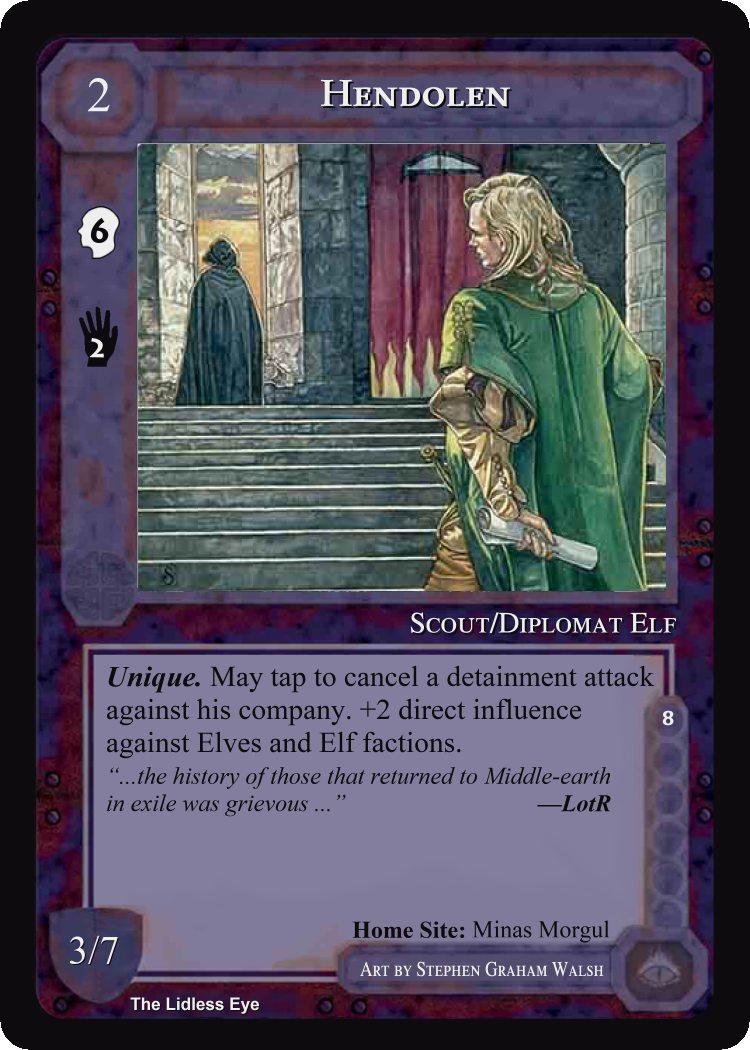 2
Hendolen
6
2
Scout/Diplomat Elf
Unique. May tap to cancel a detainment attack
against his company. +2 direct influence
against Elves and Elf factions.
8
“...the history of those that returned to Middle-earth
in exile was grievous ...” —LotR
Home Site: Minas Morgul
3/7
Art by Stephen Graham Walsh
The Lidless Eye